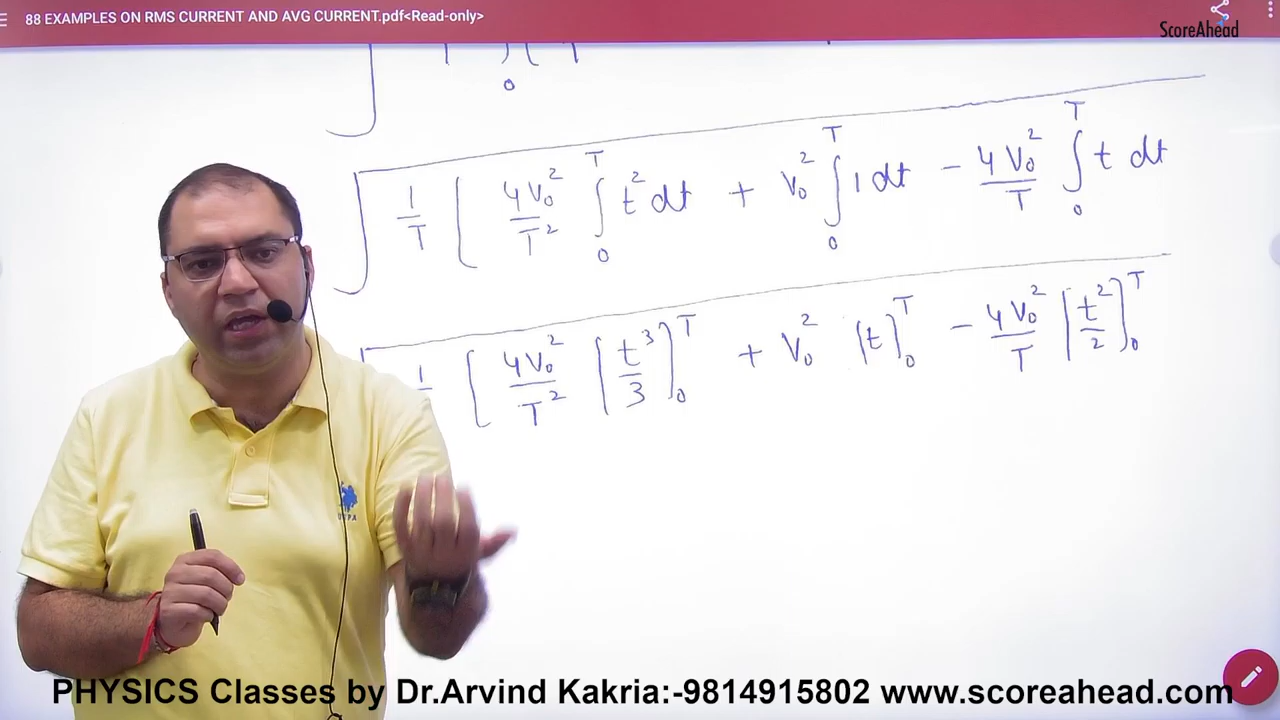 88 EXAMPLES ON RMS CURRENT AND AVG CURRENT.pdf<Read-only>
ScoreAhead
0
√ 1/T [ 4V₀²/T² ∫₀ᵀ t² dt + V₀² ∫₀ᵀ 1 dt − 4V₀²/T ∫₀ᵀ t dt
√ 1/T [ 4V₀²/T² [t³/3]₀ᵀ + V₀² [t]₀ᵀ − 4V₀²/T [t²/2]₀ᵀ
PHYSICS Classes by Dr.Arvind Kakria:-9814915802 www.scoreahead.com